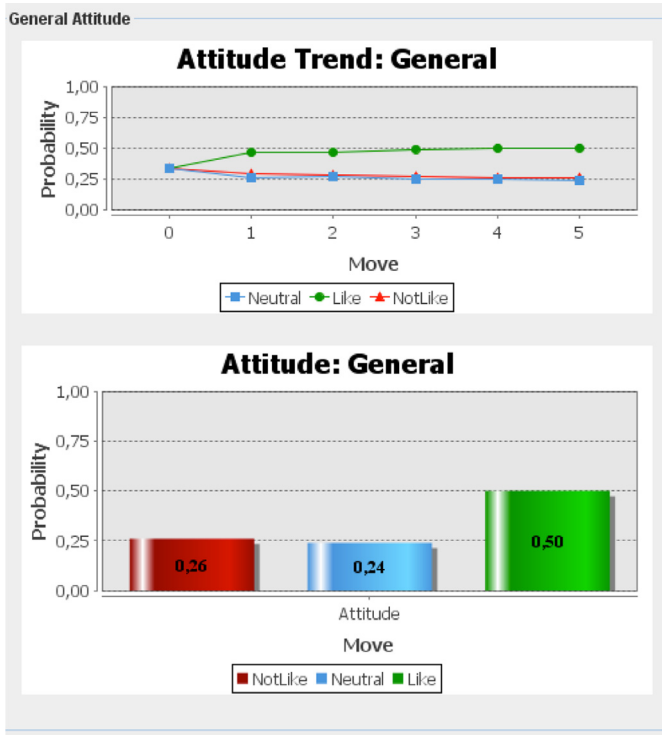 General Attitude
Attitude Trend: General
Probability
1,00
0,75
0,50
0,25
0,00
0 1 2 3 4 5
Move
Neutral Like NotLike
Attitude: General
Probability
1,00
0,75
0,50
0,25
0,00
0,26 0,24 0,50
Attitude
Move
NotLike Neutral Like